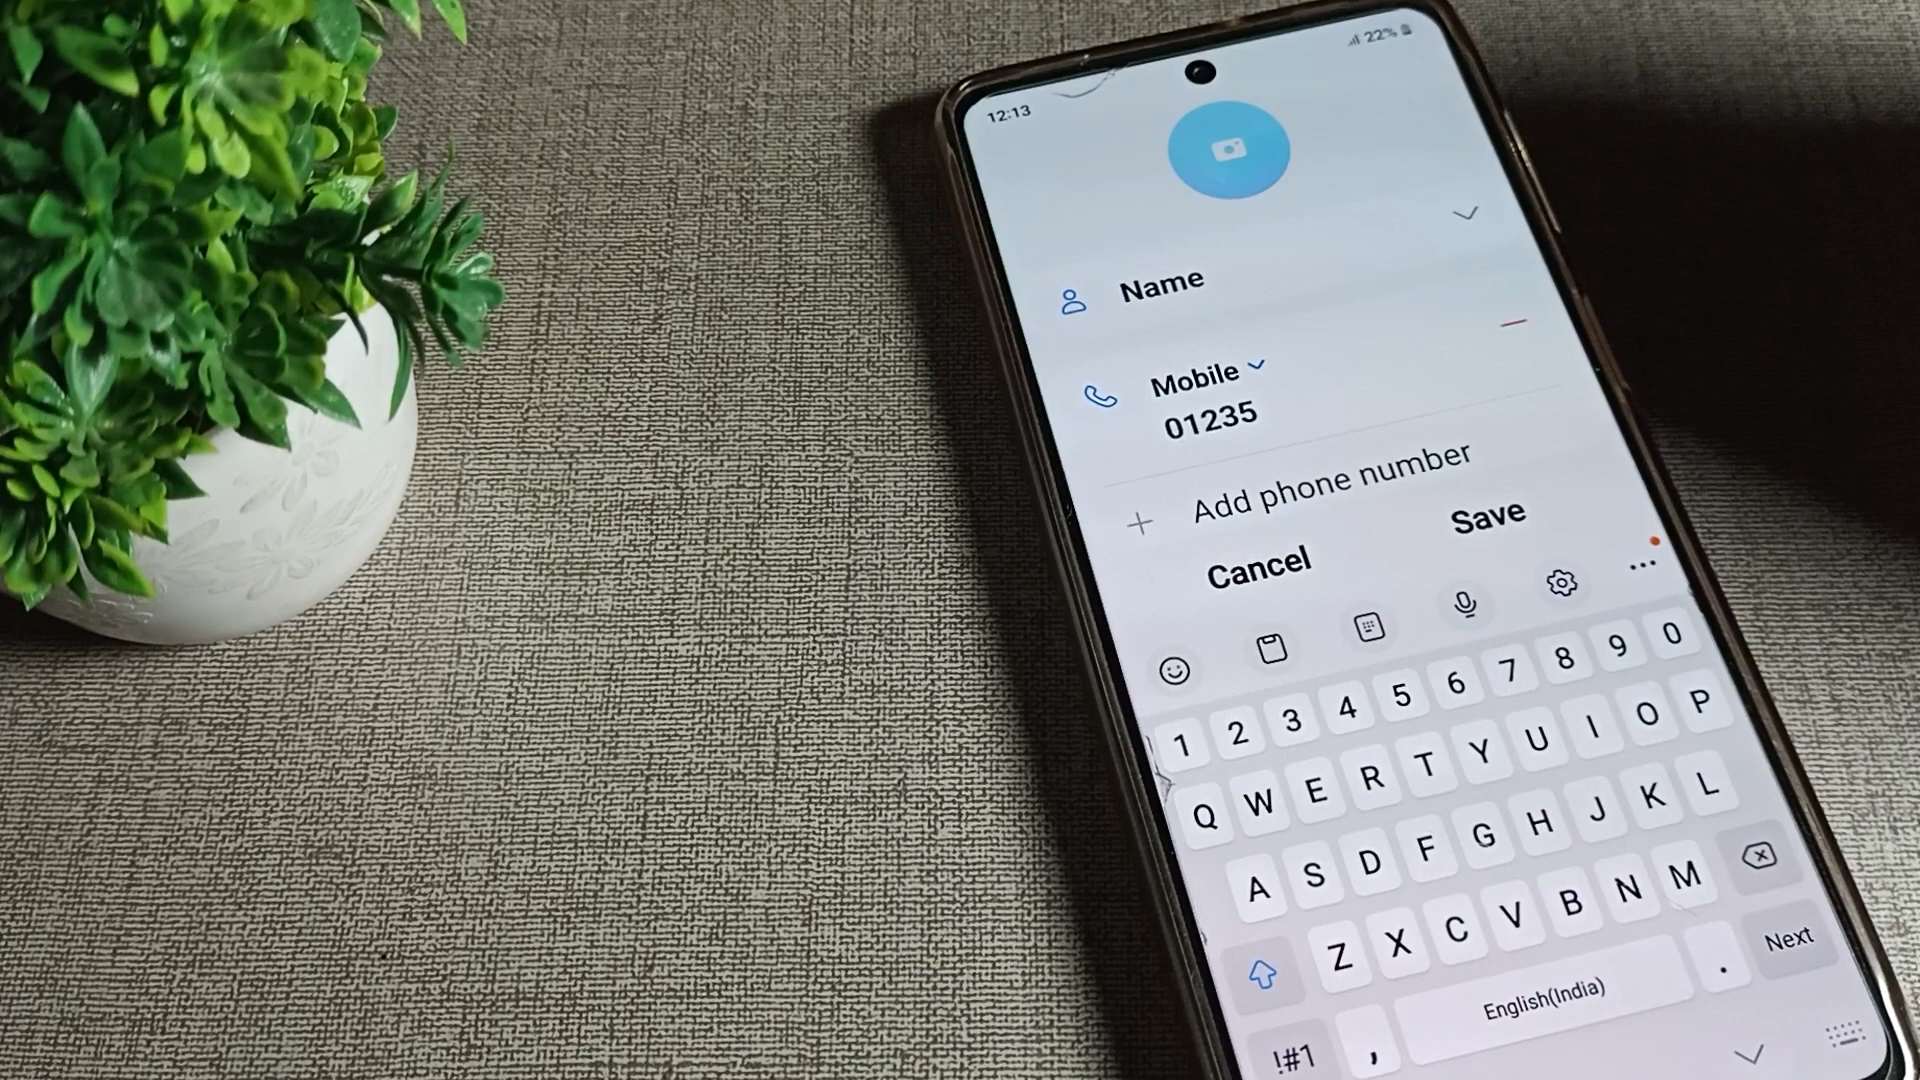 12:13 22%
Name
Mobile
01235
Add phone number
Cancel Save
1 2 3 4 5 6 7 8 9 0
Q W E R T Y U I O P
A S D F G H J K L
Z X C V B N M
!#1 , English(India) . Next